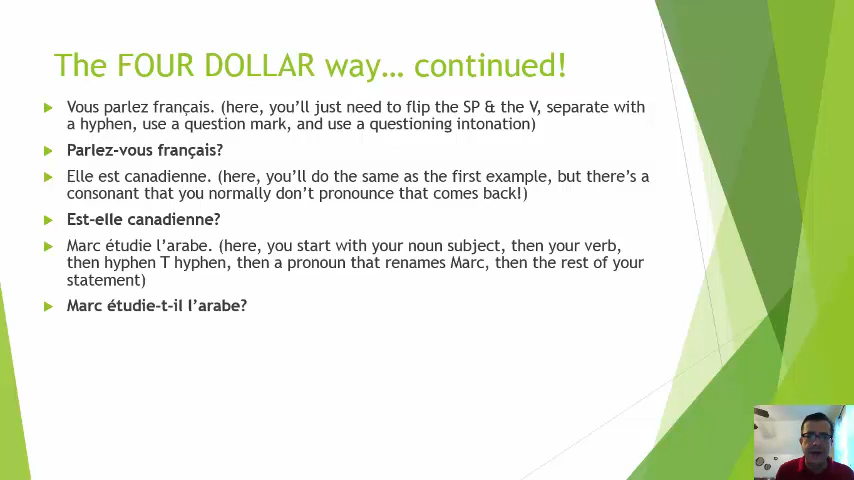 The FOUR DOLLAR way… continued!
Vous parlez français. (here, you'll just need to flip the SP & the V, separate with
a hyphen, use a question mark, and use a questioning intonation)
Parlez-vous français?
Elle est canadienne. (here, you'll do the same as the first example, but there's a
consonant that you normally don't pronounce that comes back!)
Est-elle canadienne?
Marc étudie l'arabe. (here, you start with your noun subject, then your verb,
then hyphen T hyphen, then a pronoun that renames Marc, then the rest of your
statement)
Marc étudie-t-il l'arabe?